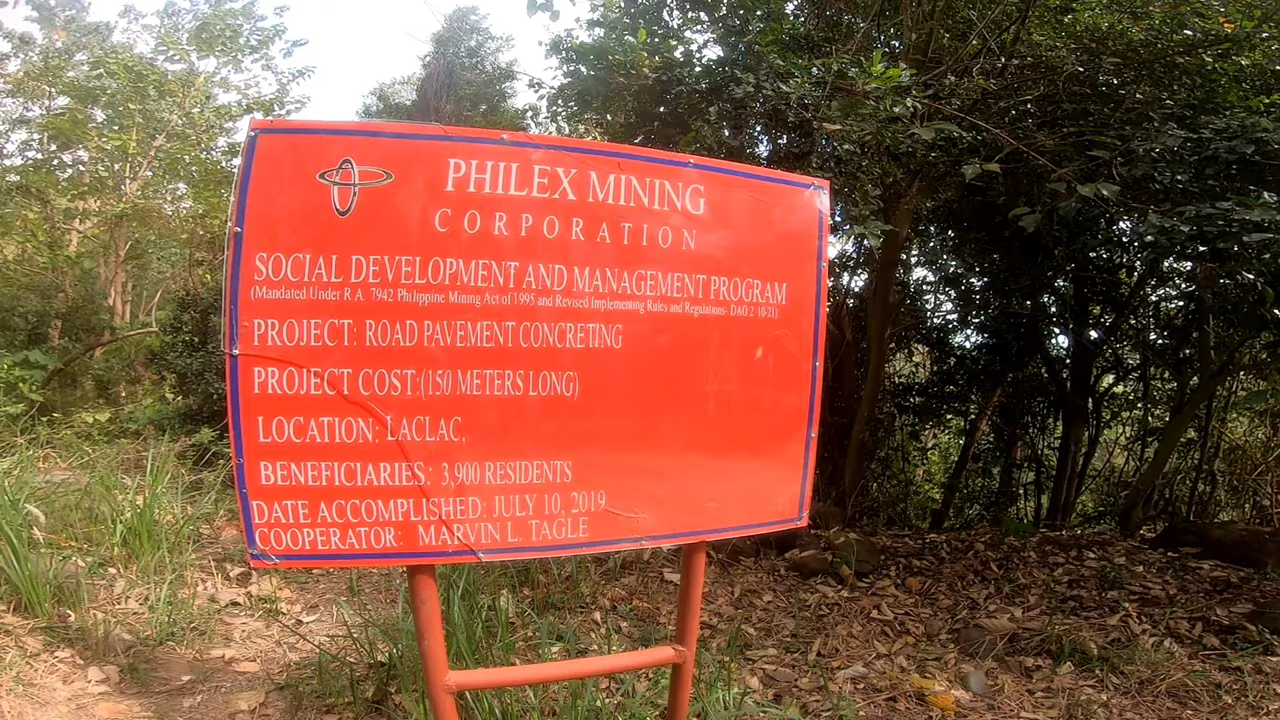 PHILEX MINING
CORPORATION
SOCIAL DEVELOPMENT AND MANAGEMENT PROGRAM
(Mandated Under R.A. 7942 Philippine Mining Act of 1995 and Revised Implementing Rules and Regulations- DAO 2 10-21)
PROJECT: ROAD PAVEMENT CONCRETING
PROJECT COST:(150 METERS LONG)
LOCATION: LACLAC,
BENEFICIARIES: 3,900 RESIDENTS
DATE ACCOMPLISHED: JULY 10, 2019
COOPERATOR: MARVIN L. TAGLE